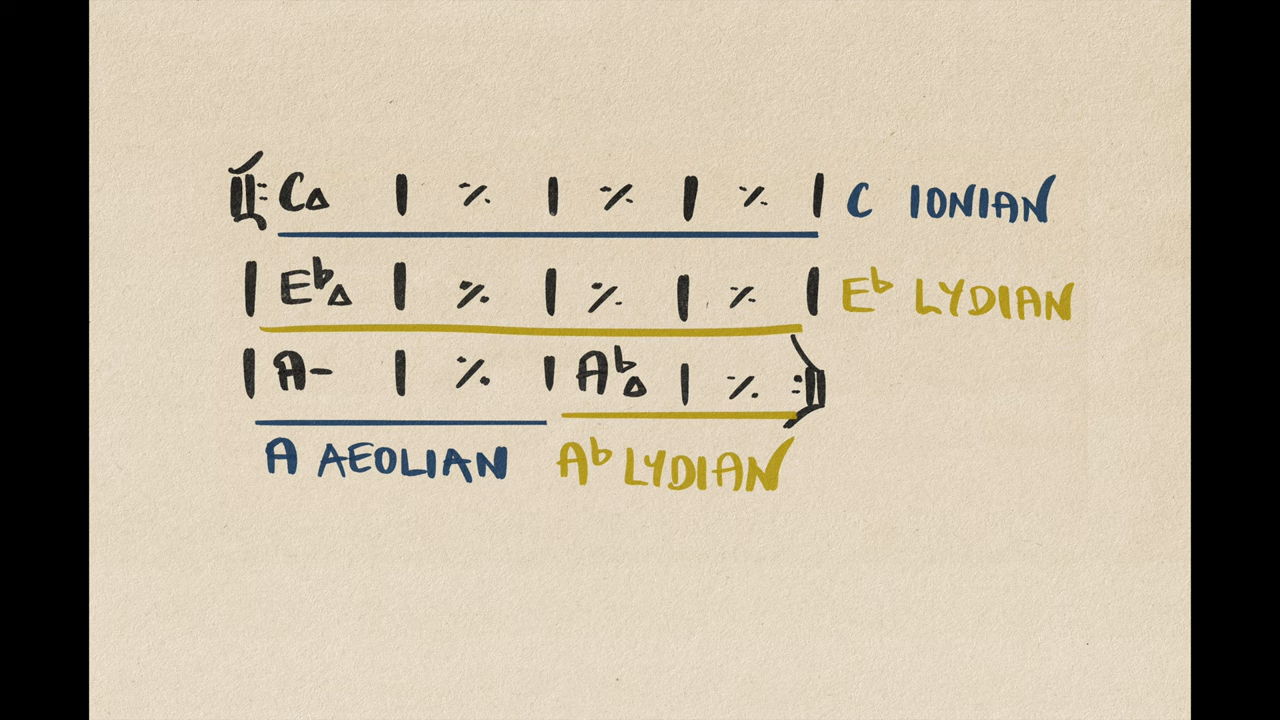 𝄆 C△ | ٪ | ٪ | ٪ | C IONIAN
| E♭△ | ٪ | ٪ | ٪ | E♭ LYDIAN
| A- | ٪ | A♭△ | ٪ 𝄇
A AEOLIAN A♭ LYDIAN